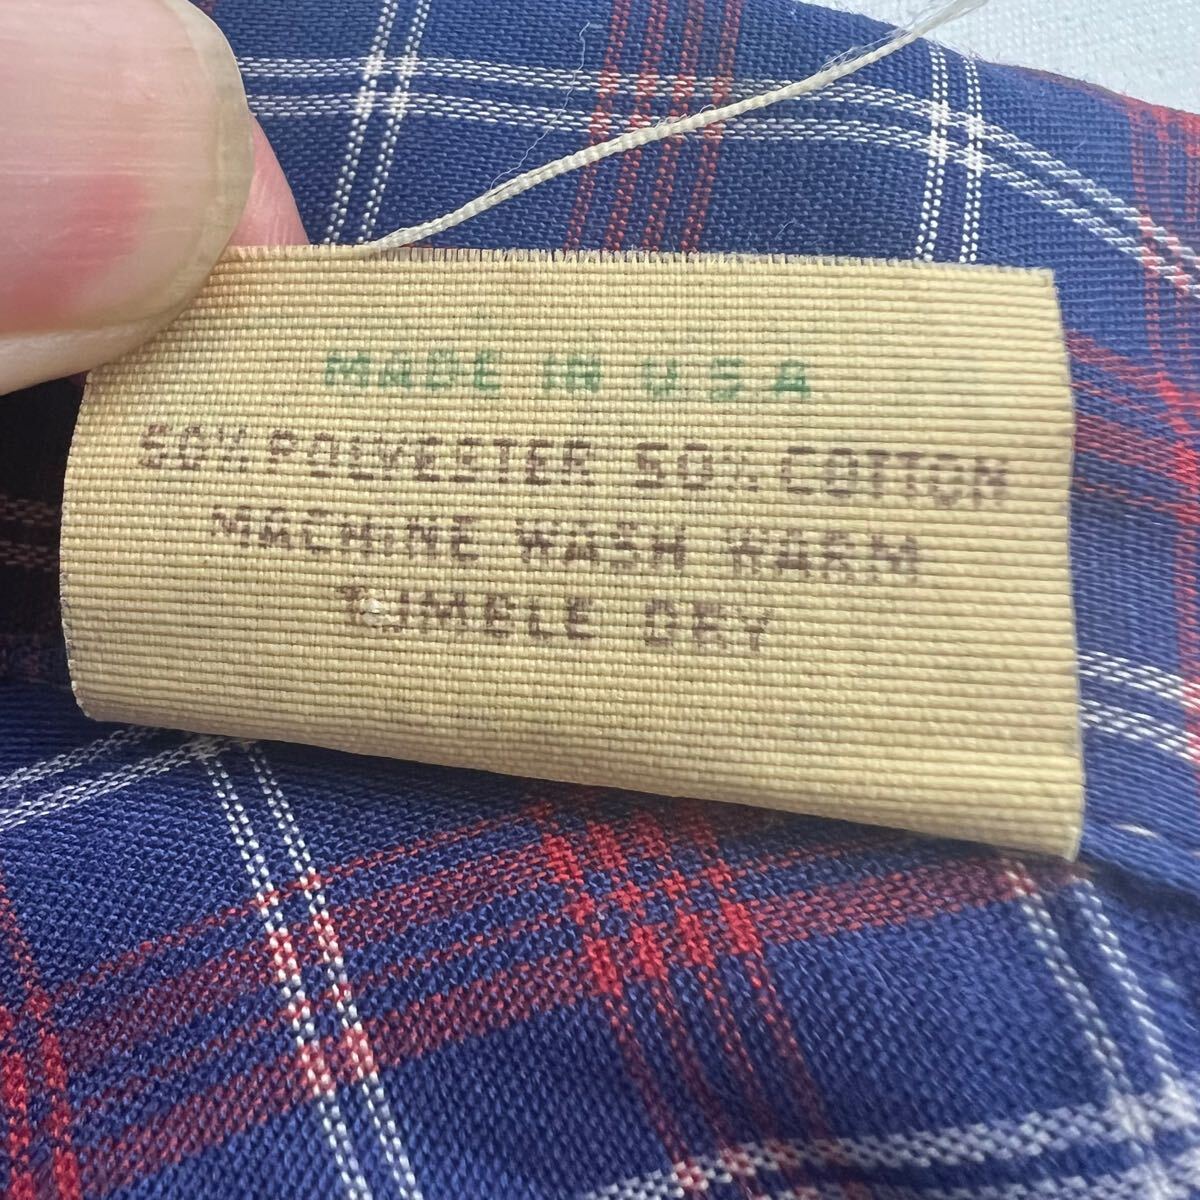 MADE IN U.S.A
50% POLYESTER 50% COTTON
MACHINE WASH WARM
TUMBLE DRY